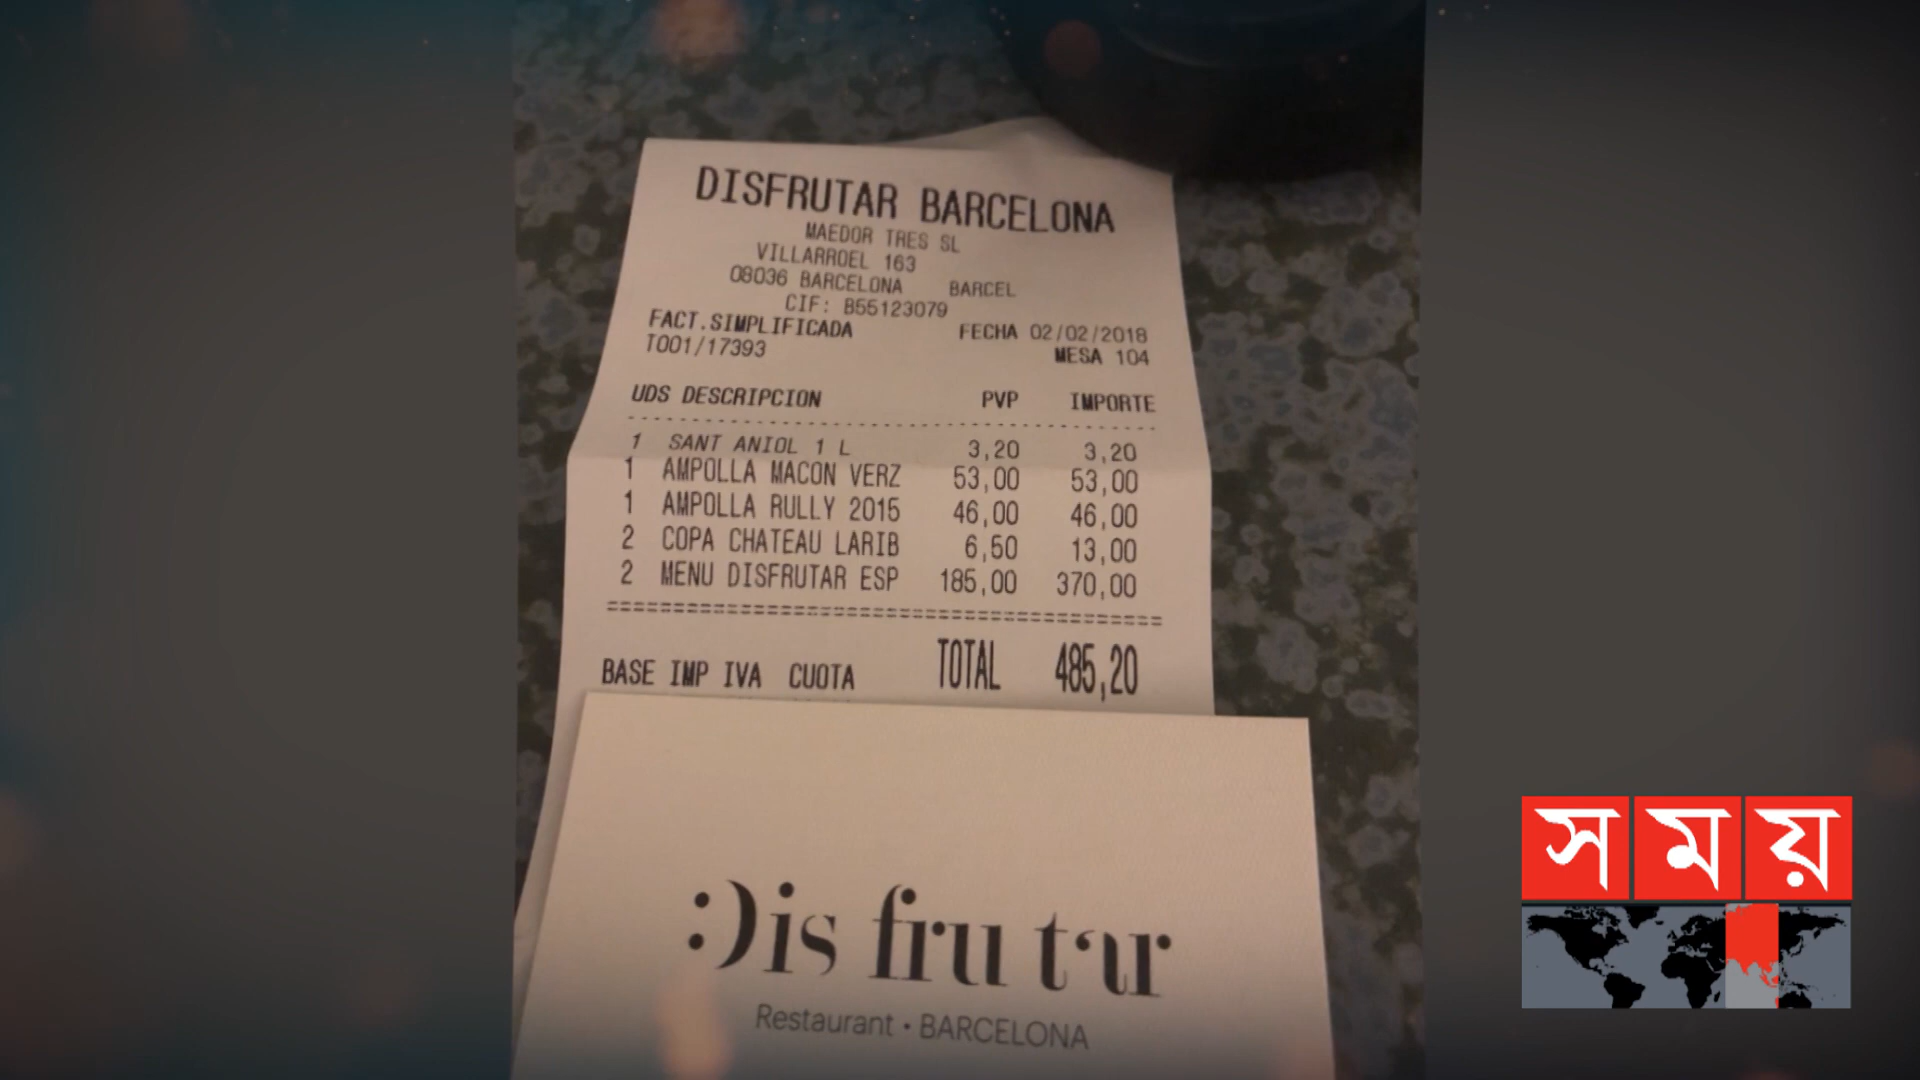 DISFRUTAR BARCELONA
MAEDOR TRES SL
VILLARROEL 163
08036 BARCELONA BARCEL
CIF: B55123079
FACT.SIMPLIFICADA FECHA 02/02/2018
T001/17393 MESA 104
UDS DESCRIPCION PVP IMPORTE
1 SANT ANIOL 1 L 3,20 3,20
1 AMPOLLA MACON VERZ 53,00 53,00
1 AMPOLLA RULLY 2015 46,00 46,00
2 COPA CHATEAU LARIB 6,50 13,00
2 MENU DISFRUTAR ESP 185,00 370,00
TOTAL 485,20
BASE IMP IVA CUOTA
:Disfrutar
Restaurant • BARCELONA
সময়